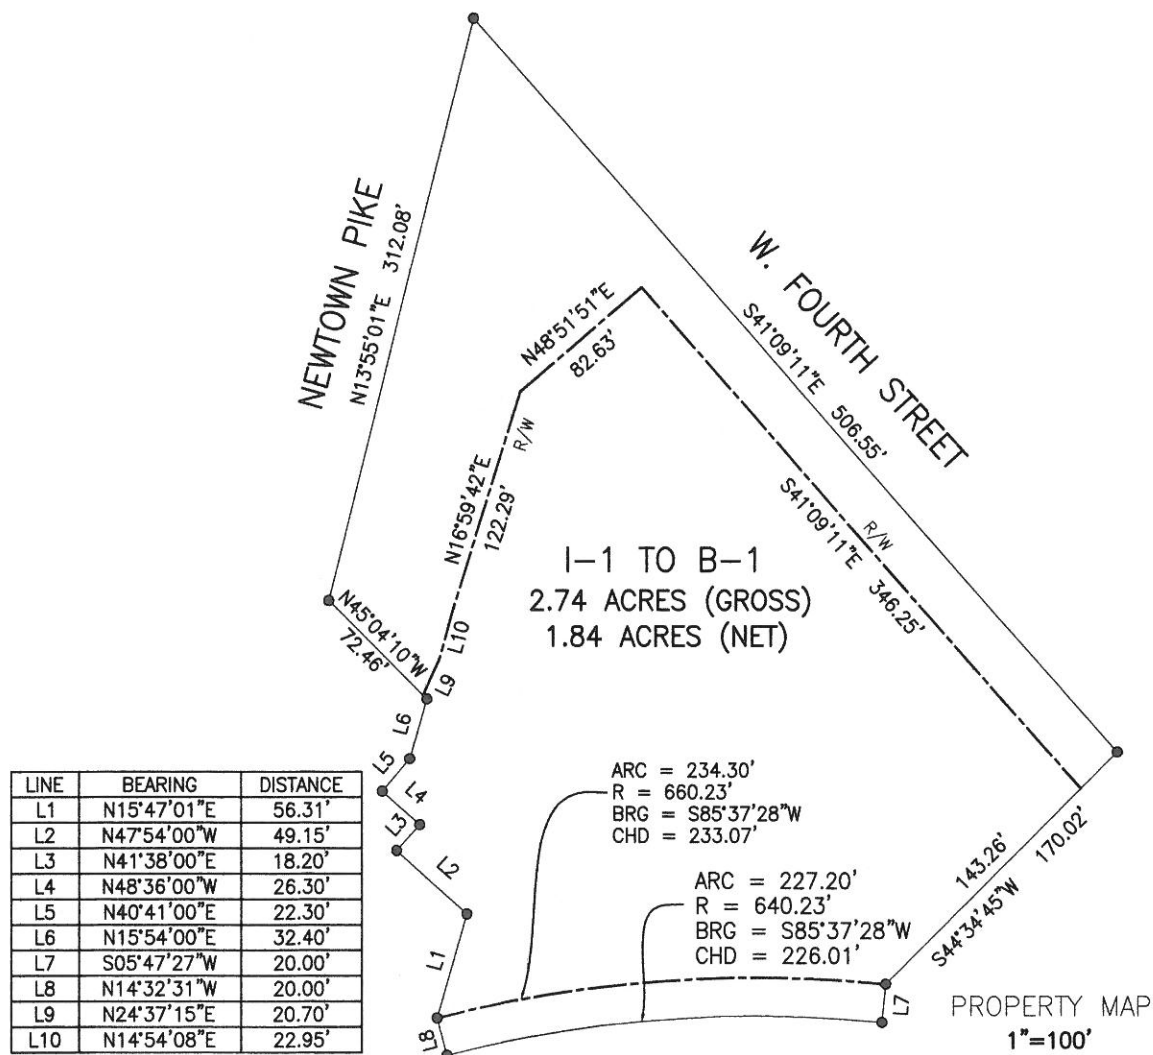 NEWTOWN PIKE
N13°55'01"E 312.08'
W. FOURTH STREET
S41°09'11"E 506.55'
N48°51'51"E
82.63'
R/W
N16°59'42"E
122.29'
R/W
S41°09'11"E 346.25'
I-1 TO B-1
2.74 ACRES (GROSS)
1.84 ACRES (NET)
N45°04'10"W
72.46'
L10
L9
L6
L5
L4
L3
L2
L1
L8
ARC = 234.30'
R = 660.23'
BRG = S85°37'28"W
CHD = 233.07'
ARC = 227.20'
R = 640.23'
BRG = S85°37'28"W
CHD = 226.01'
143.26'
S44°34'45"W 170.02'
L7
LINE BEARING DISTANCE
L1 N15°47'01"E 56.31'
L2 N47°54'00"W 49.15'
L3 N41°38'00"E 18.20'
L4 N48°36'00"W 26.30'
L5 N40°41'00"E 22.30'
L6 N15°54'00"E 32.40'
L7 S05°47'27"W 20.00'
L8 N14°32'31"W 20.00'
L9 N24°37'15"E 20.70'
L10 N14°54'08"E 22.95'
PROPERTY MAP
1"=100'